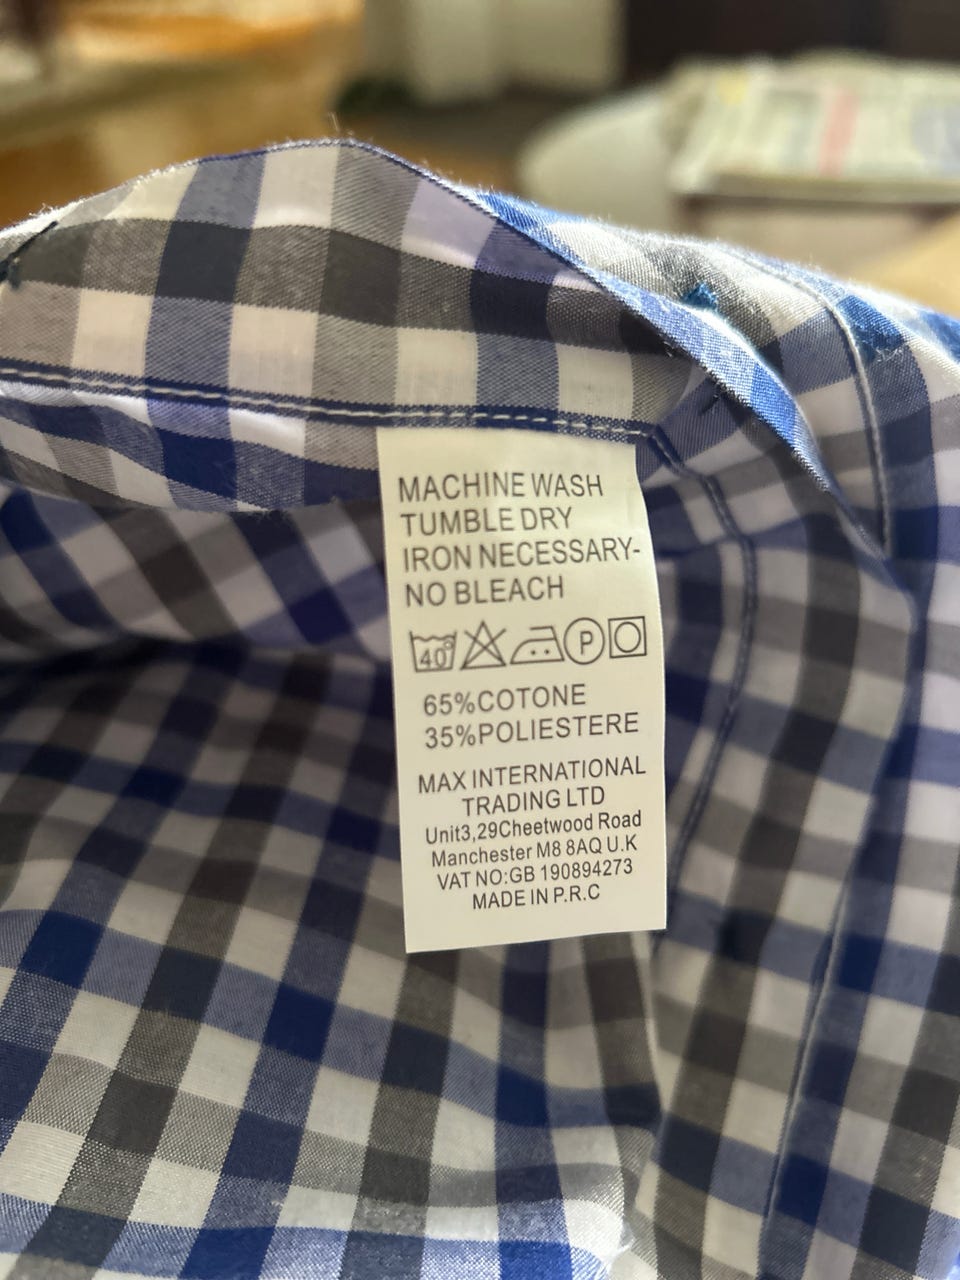 MACHINE WASH
TUMBLE DRY
IRON NECESSARY-
NO BLEACH
40° P
65%COTONE
35%POLIESTERE
MAX INTERNATIONAL
TRADING LTD
Unit3,29Cheetwood Road
Manchester M8 8AQ U.K
VAT NO:GB 190894273
MADE IN P.R.C